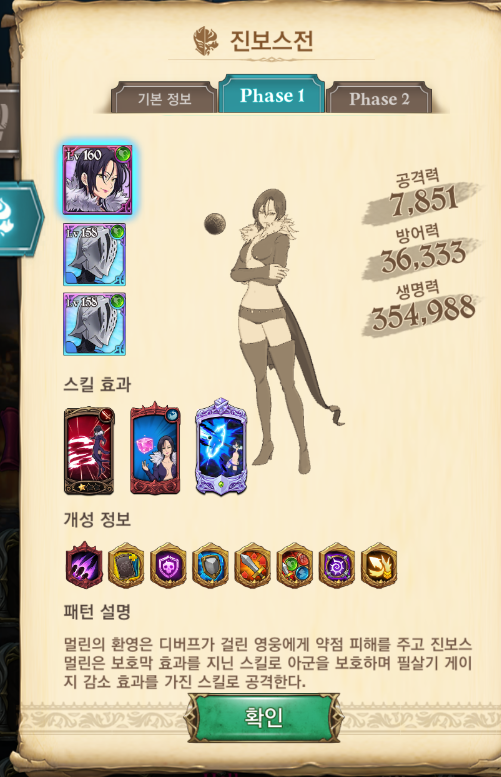 진보스전
기본 정보
Phase 1
Phase 2
Lv 160
Lv 158
Lv 158
공격력
7,851
방어력
36,333
생명력
354,988
스킬 효과
개성 정보
패턴 설명
멀린의 환영은 디버프가 걸린 영웅에게 약점 피해를 주고 진보스
멀린은 보호막 효과를 지닌 스킬로 아군을 보호하며 필살기 게이
지 감소 효과를 가진 스킬로 공격한다.
확인